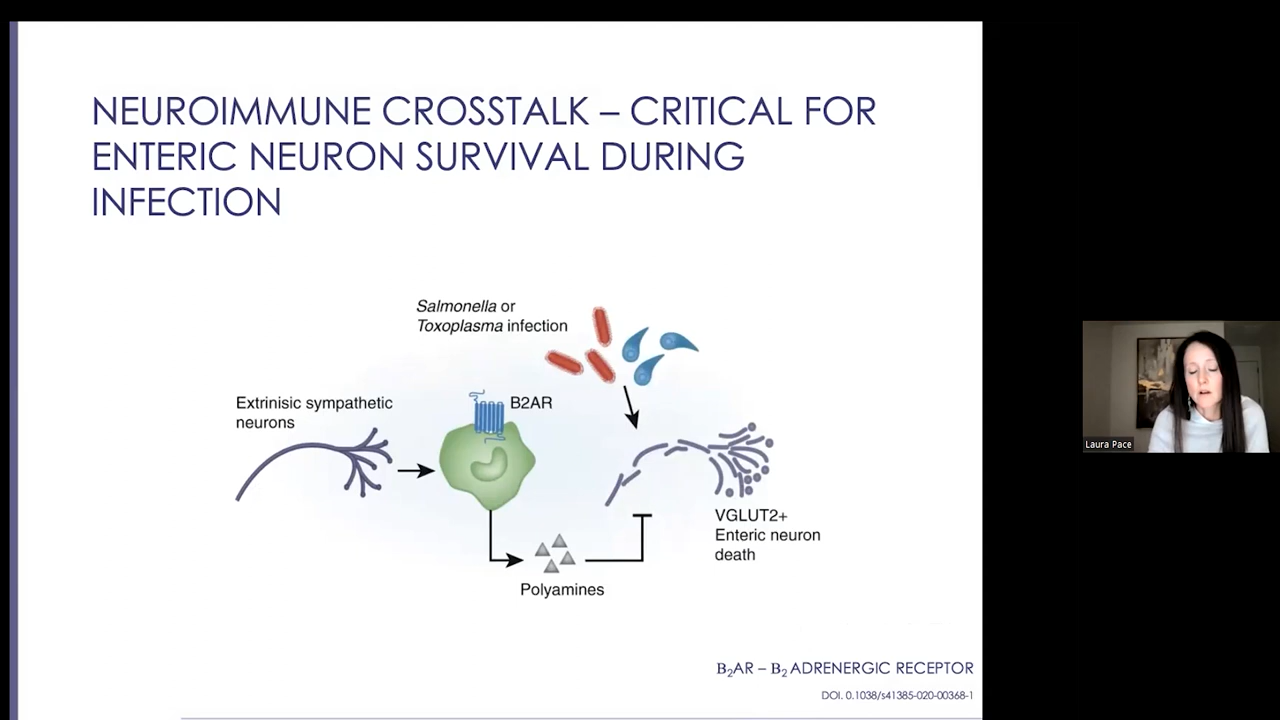 NEUROIMMUNE CROSSTALK – CRITICAL FOR
ENTERIC NEURON SURVIVAL DURING
INFECTION
Salmonella or
Toxoplasma infection
Extrinisic sympathetic
neurons
B2AR
VGLUT2+
Enteric neuron
death
Polyamines
B₂AR – B₂ ADRENERGIC RECEPTOR
DOI. 0.1038/s41385-020-00368-1
Laura Pace